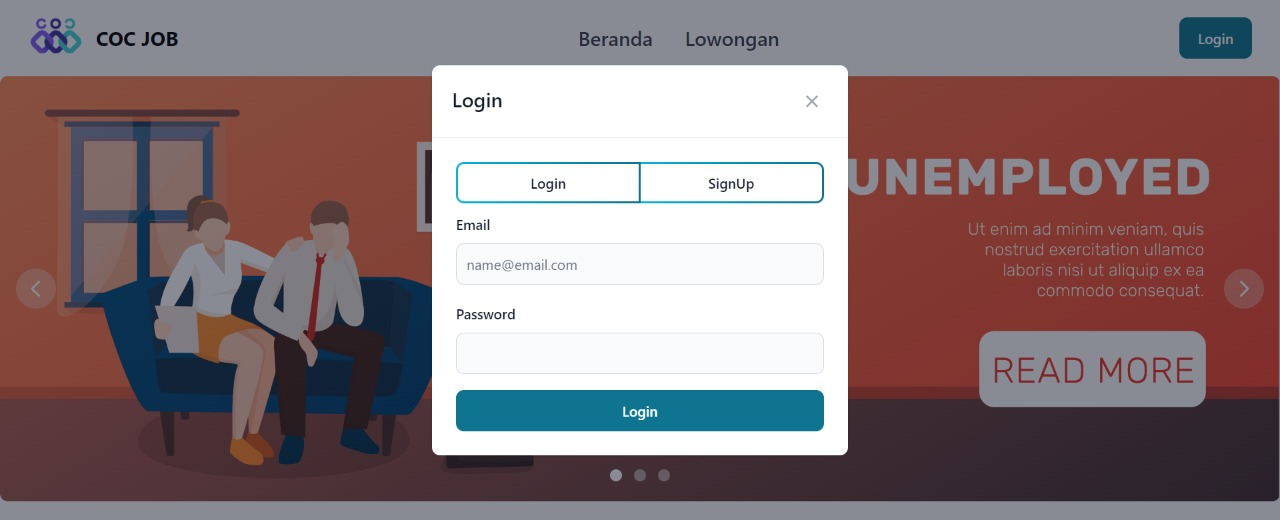 COC JOB
Beranda
Lowongan
Login
Login
Login
SignUp
Email
name@email.com
Password
Login
UNEMPLOYED
Ut enim ad minim veniam, quis
nostrud exercitation ullamco
laboris nisi ut aliquip ex ea
commodo consequat.
READ MORE